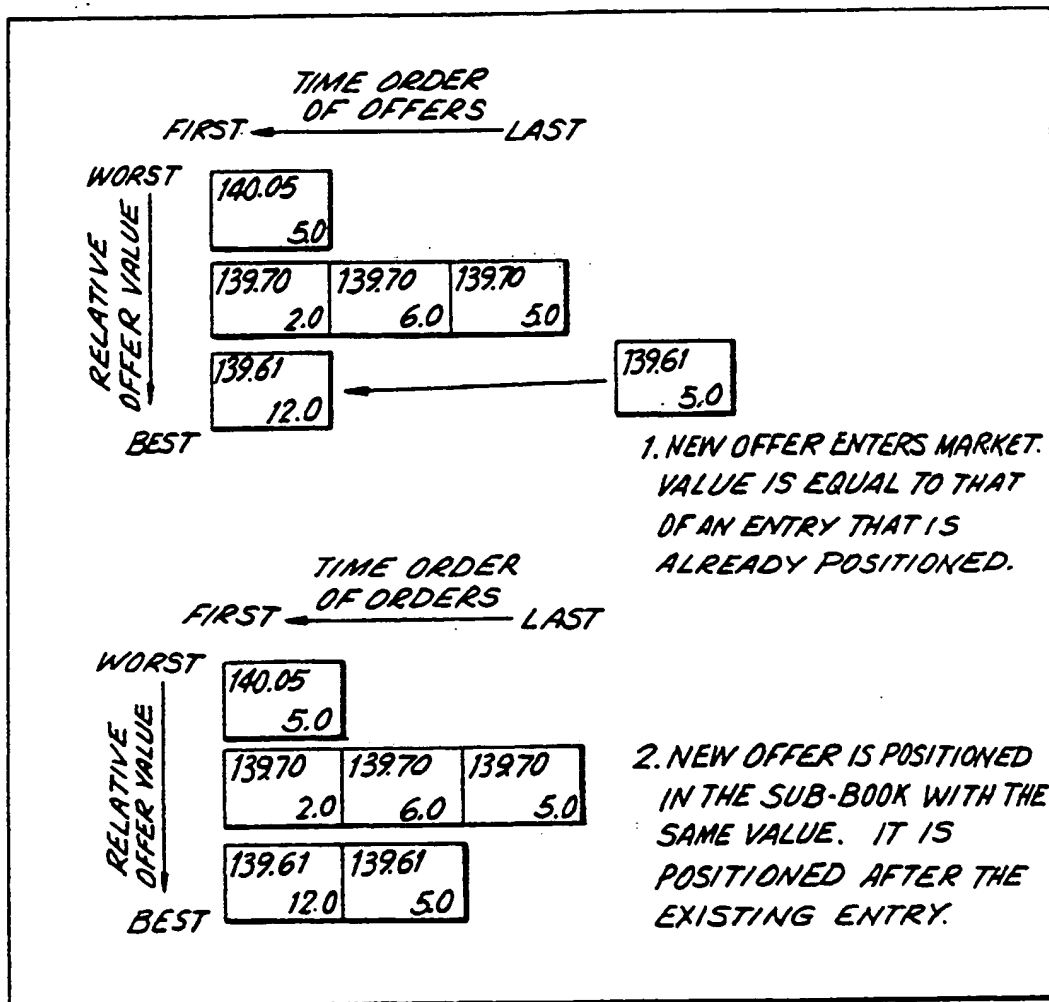 TIME ORDER
OF OFFERS
FIRST LAST
WORST
RELATIVE
OFFER VALUE
140.05
5.0
139.70 139.70 139.70
2.0 6.0 5.0
139.61 139.61
12.0 5.0
BEST
1. NEW OFFER ENTERS MARKET.
VALUE IS EQUAL TO THAT
OF AN ENTRY THAT IS
ALREADY POSITIONED.
TIME ORDER
OF ORDERS
FIRST LAST
WORST
RELATIVE
OFFER VALUE
140.05
5.0
139.70 139.70 139.70
2.0 6.0 5.0
139.61 139.61
12.0 5.0
BEST
2. NEW OFFER IS POSITIONED
IN THE SUB-BOOK WITH THE
SAME VALUE. IT IS
POSITIONED AFTER THE
EXISTING ENTRY.